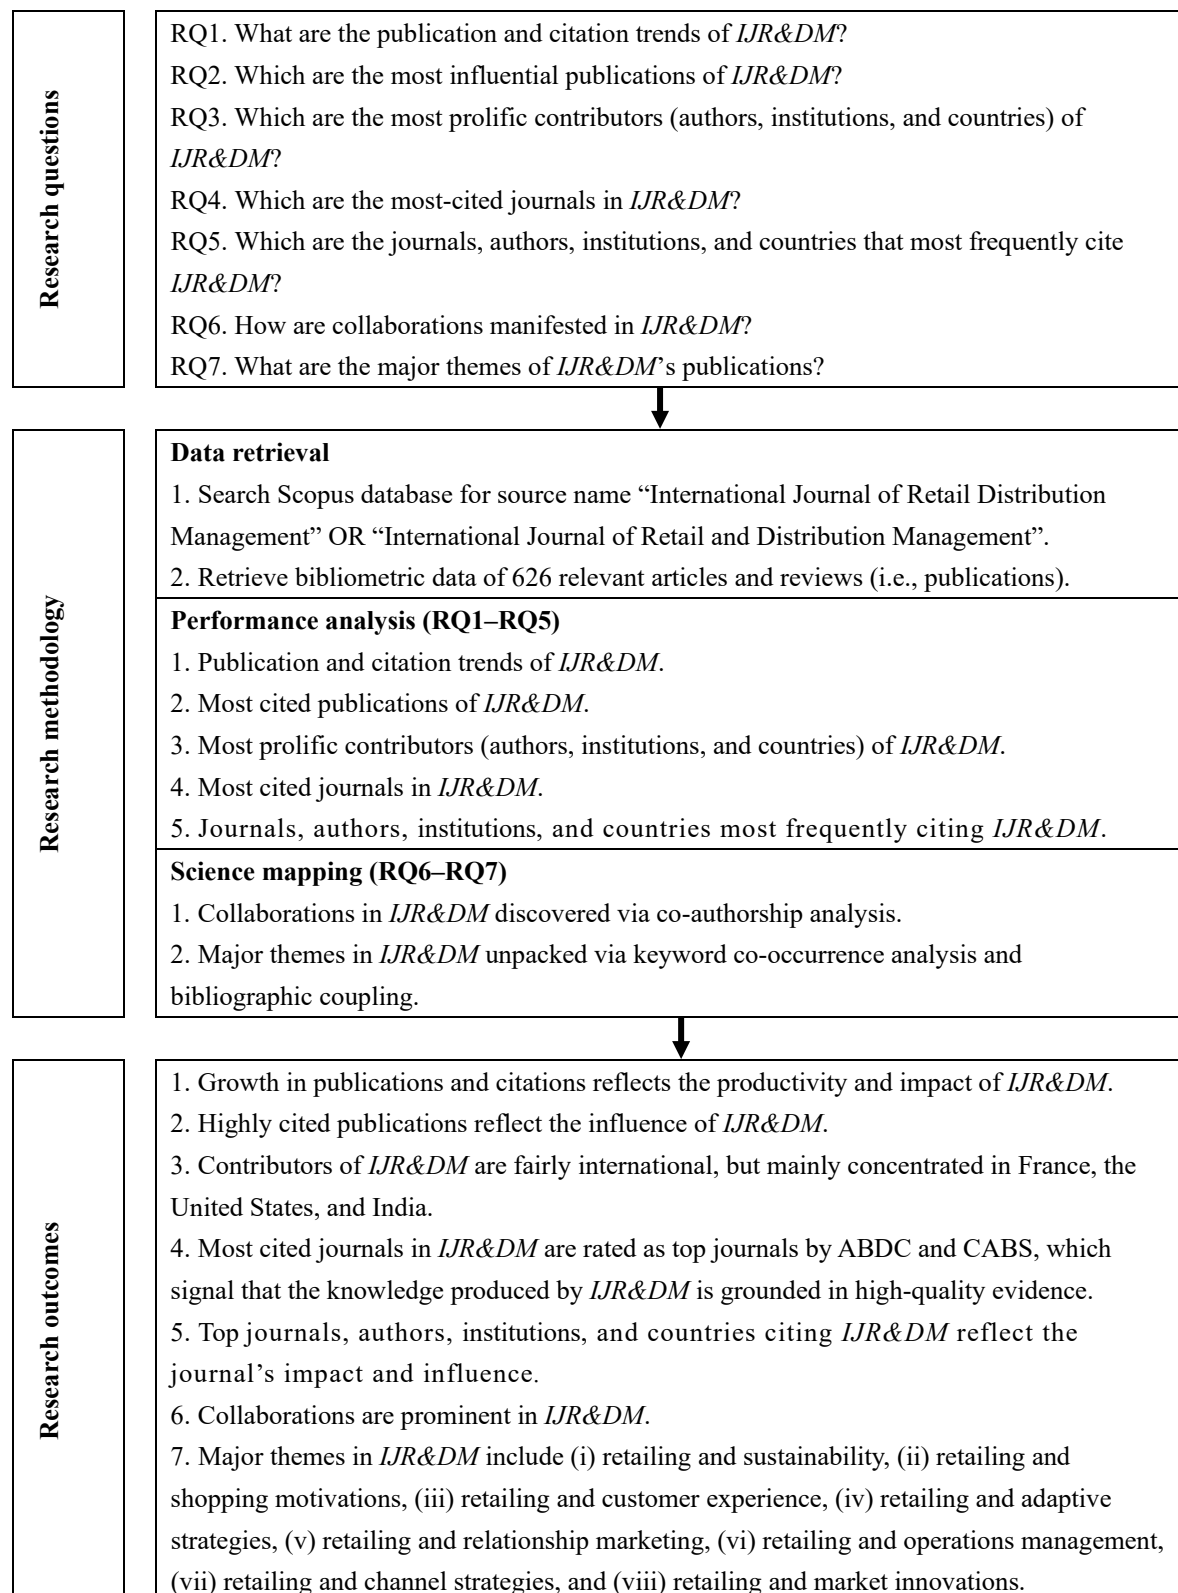 Research questions
RQ1. What are the publication and citation trends of IJR&DM?
RQ2. Which are the most influential publications of IJR&DM?
RQ3. Which are the most prolific contributors (authors, institutions, and countries) of
IJR&DM?
RQ4. Which are the most-cited journals in IJR&DM?
RQ5. Which are the journals, authors, institutions, and countries that most frequently cite
IJR&DM?
RQ6. How are collaborations manifested in IJR&DM?
RQ7. What are the major themes of IJR&DM’s publications?
Research methodology
Data retrieval
1. Search Scopus database for source name “International Journal of Retail Distribution
Management” OR “International Journal of Retail and Distribution Management”.
2. Retrieve bibliometric data of 626 relevant articles and reviews (i.e., publications).
Performance analysis (RQ1–RQ5)
1. Publication and citation trends of IJR&DM.
2. Most cited publications of IJR&DM.
3. Most prolific contributors (authors, institutions, and countries) of IJR&DM.
4. Most cited journals in IJR&DM.
5. Journals, authors, institutions, and countries most frequently citing IJR&DM.
Science mapping (RQ6–RQ7)
1. Collaborations in IJR&DM discovered via co-authorship analysis.
2. Major themes in IJR&DM unpacked via keyword co-occurrence analysis and
bibliographic coupling.
Research outcomes
1. Growth in publications and citations reflects the productivity and impact of IJR&DM.
2. Highly cited publications reflect the influence of IJR&DM.
3. Contributors of IJR&DM are fairly international, but mainly concentrated in France, the
United States, and India.
4. Most cited journals in IJR&DM are rated as top journals by ABDC and CABS, which
signal that the knowledge produced by IJR&DM is grounded in high-quality evidence.
5. Top journals, authors, institutions, and countries citing IJR&DM reflect the
journal’s impact and influence.
6. Collaborations are prominent in IJR&DM.
7. Major themes in IJR&DM include (i) retailing and sustainability, (ii) retailing and
shopping motivations, (iii) retailing and customer experience, (iv) retailing and adaptive
strategies, (v) retailing and relationship marketing, (vi) retailing and operations management,
(vii) retailing and channel strategies, and (viii) retailing and market innovations.